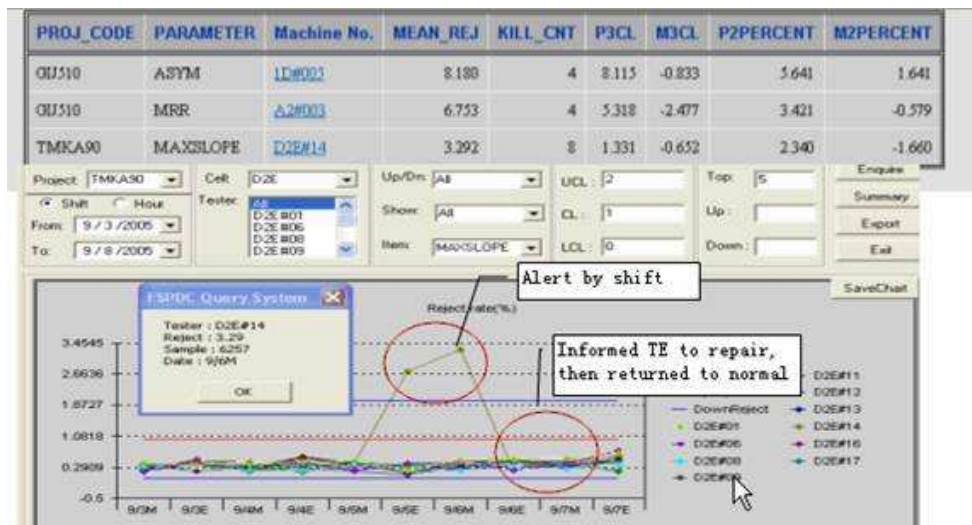 PROJ_CODE PARAMETER Machine No. MEAN_REJ KILL_CNT P3CL M3CL P2PERCENT M2PERCENT
GIJ510 ASYM 1D#003 8.180 4 8.115 -0.833 5.641 1.641
GIJ510 MRR A2#003 6.753 4 5.318 -2.477 3.421 -0.579
TMKA90 MAXSLOPE D2E#14 3.292 8 1.331 -0.652 2.340 -1.660
Project: TMKA90 Cell: D2E Up/Dn: All UCL: 2 Top: 5 Enquire
Shift Hour Tester: All Show: All CL: 1 Up: Summary
D2E#01
From: 9/3/2005 D2E#06 Export
D2E#08
To: 9/8/2005 D2E#09 Item: MAXSLOPE LCL: 0 Down: Exit
Alert by shift
SaveChart
FSPDC Query System
Reject rate(%)
Tester : D2E#14
Reject : 3.29
Sample : 6257
Date : 9/6M
OK
Informed TE to repair,
then returned to normal
3.4545
2.6636
1.8727
1.0818
0.2909
-0.5
9/3M 9/3E 9/4M 9/4E 9/5M 9/5E 9/6M 9/6E 9/7M 9/7E
D2E#11
D2E#12
DownReject D2E#13
D2E#01 D2E#14
D2E#06 D2E#16
D2E#08 D2E#17
D2E#09